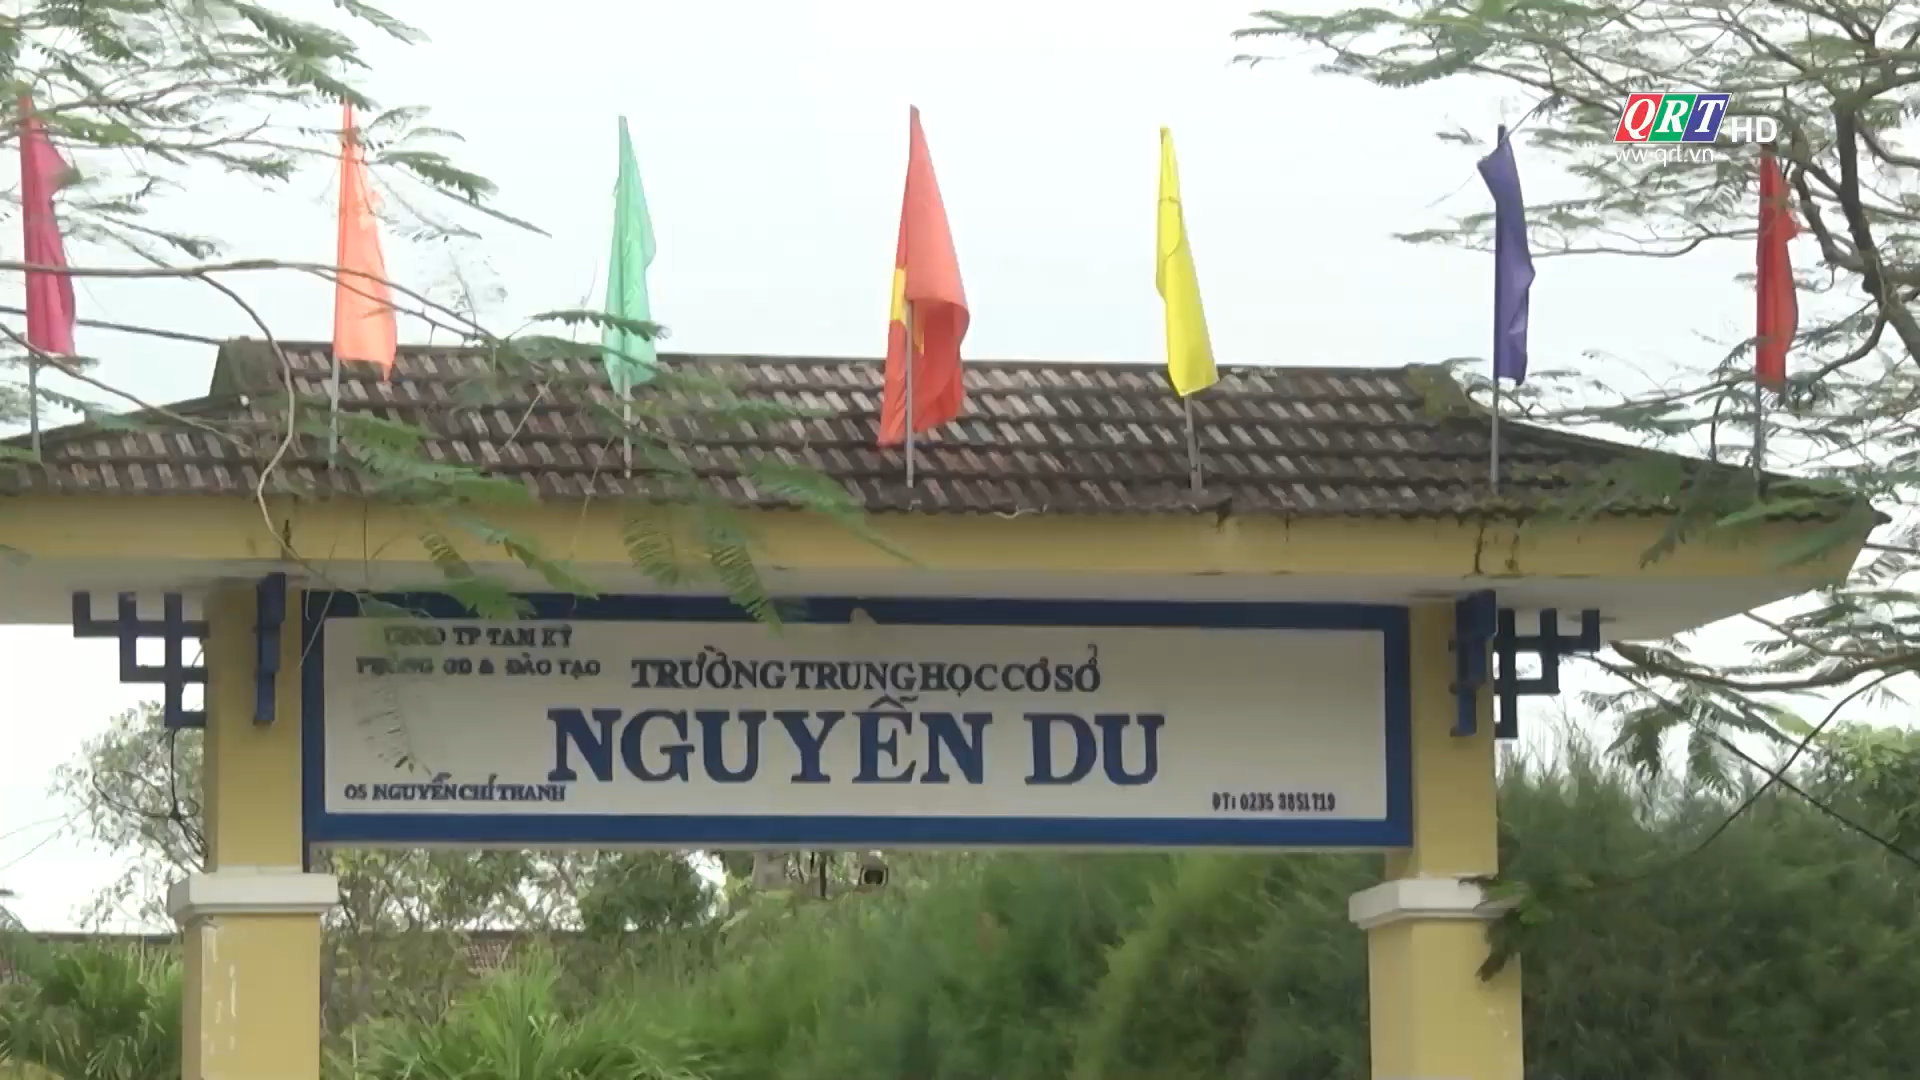 QRT HD
ww.qrt.vn
UBND TP TAM KỲ
PHÒNG GD & ĐÀO TẠO
TRƯỜNG TRUNG HỌC CƠ SỞ
NGUYỄN DU
05 NGUYỄN CHÍ THANH
ĐT: 0235 3851719